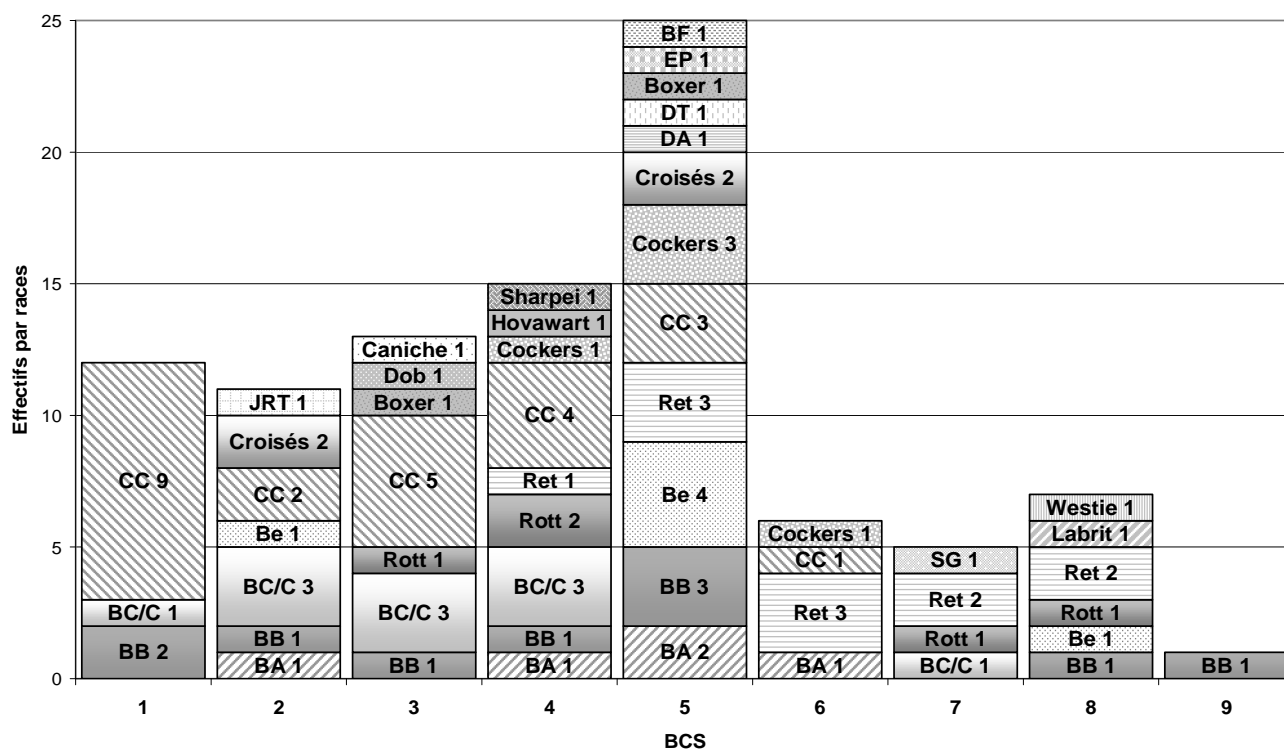 Effectifs par races
25
20
15
10
5
0
CC 9
BC/C 1
BB 2
JRT 1
Croisés 2
CC 2
Be 1
BC/C 3
BB 1
BA 1
Caniche 1
Dob 1
Boxer 1
CC 5
Rott 1
BC/C 3
BB 1
Sharpei 1
Hovawart 1
Cockers 1
CC 4
Ret 1
Rott 2
BC/C 3
BB 1
BA 1
BF 1
EP 1
Boxer 1
DT 1
DA 1
Croisés 2
Cockers 3
CC 3
Ret 3
Be 4
BB 3
BA 2
Cockers 1
CC 1
Ret 3
BA 1
SG 1
Ret 2
Rott 1
BC/C 1
Westie 1
Labrit 1
Ret 2
Rott 1
Be 1
BB 1
BB 1
1 2 3 4 5 6 7 8 9
BCS